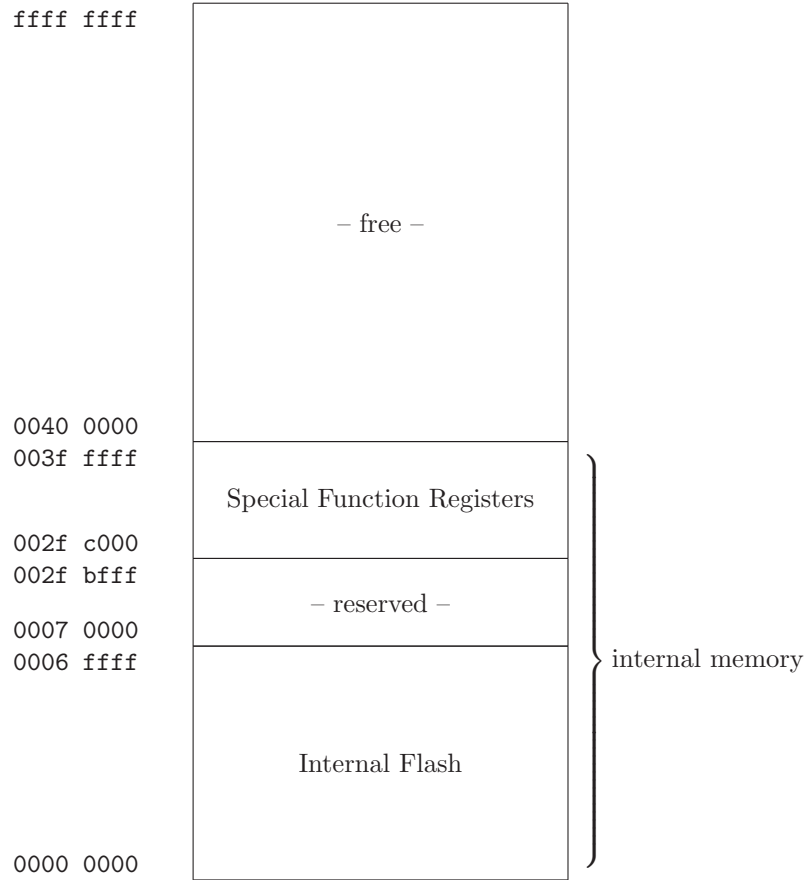 ffff ffff
– free –
0040 0000
003f ffff
Special Function Registers
002f c000
002f bfff
– reserved –
0007 0000
0006 ffff
internal memory
Internal Flash
0000 0000